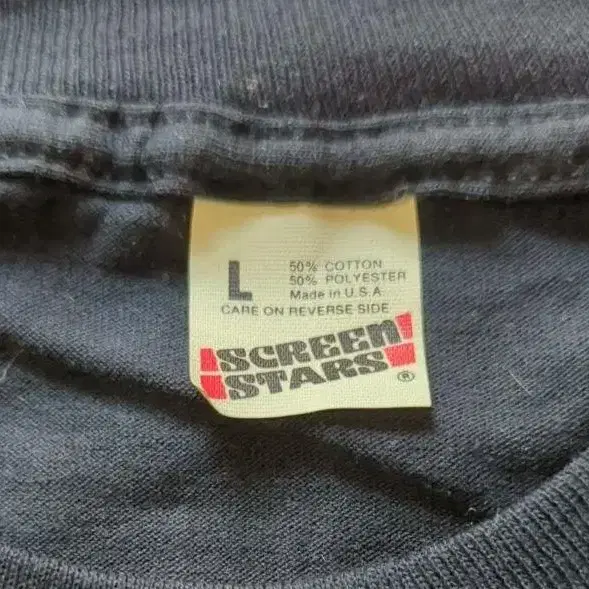 L
50% COTTON
50% POLYESTER
Made in U.S.A
CARE ON REVERSE SIDE
SCREEN
STARS®